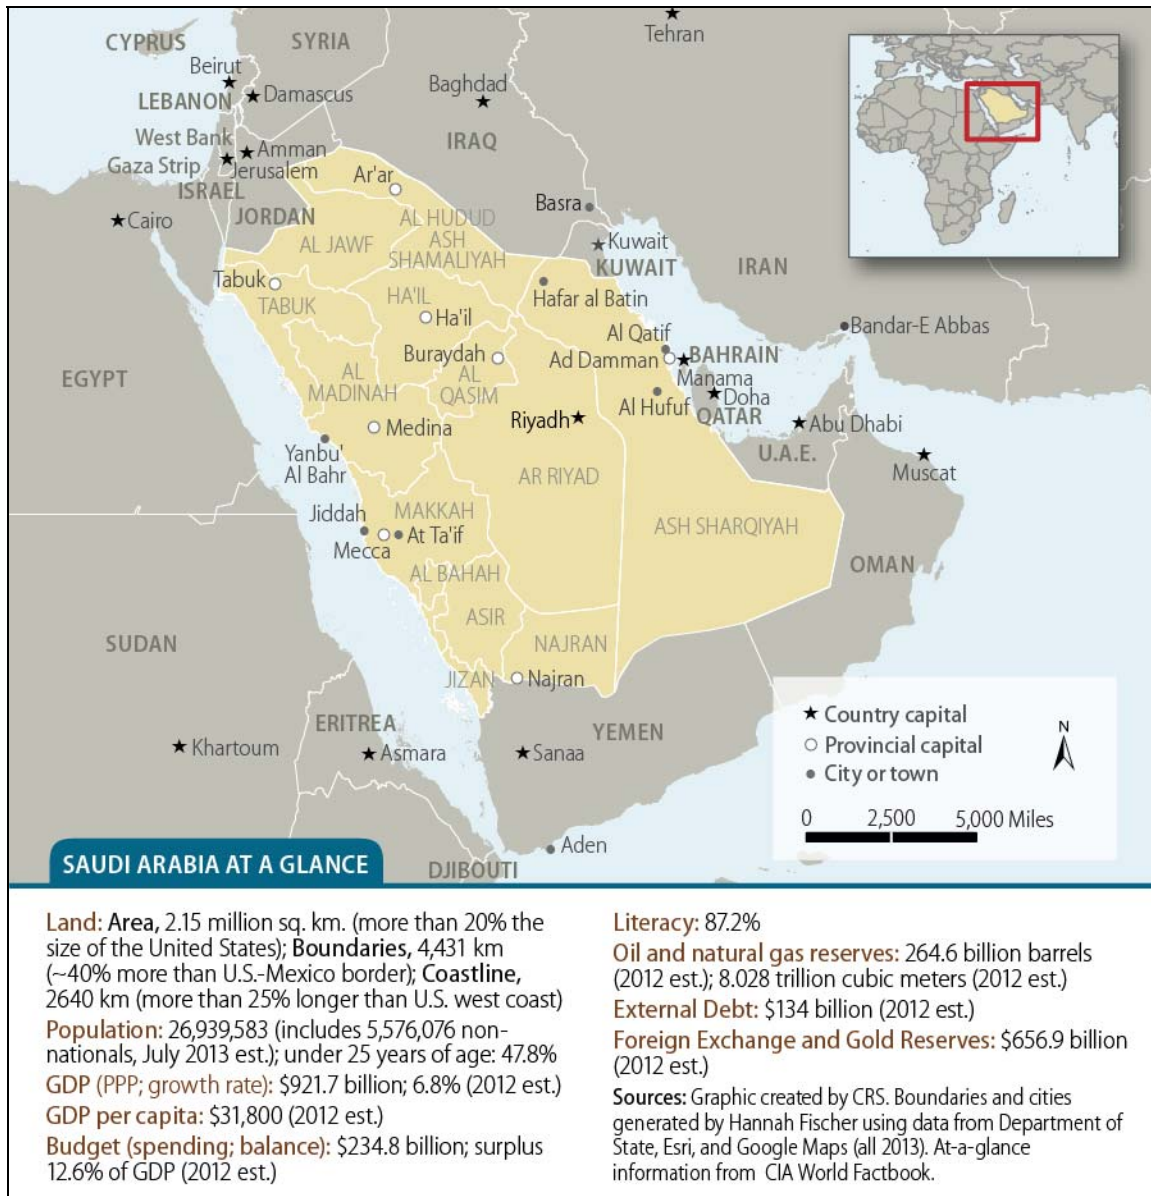 CYPRUS
SYRIA
Tehran
Beirut
LEBANON
Damascus
Baghdad
West Bank
Amman
IRAQ
Gaza Strip
Jerusalem
ISRAEL
Ar'ar
Cairo
JORDAN
Basra
AL JAWF
AL HUDUD
ASH
SHAMALIYAH
Kuwait
KUWAIT
IRAN
Tabuk
TABUK
HA'IL
Ha'il
Hafar al Batin
Al Qatif
Bandar-E Abbas
Buraydah
Ad Damman
BAHRAIN
Manama
EGYPT
AL
MADINAH
AL
QASIM
Doha
Al Hufuf
QATAR
Riyadh
Abu Dhabi
Medina
U.A.E.
Yanbu'
Al Bahr
Muscat
AR RIYAD
Jiddah
MAKKAH
ASH SHARQIYAH
Mecca
At Ta'if
AL BAHAH
OMAN
ASIR
SUDAN
NAJRAN
JIZAN
Najran
ERITREA
YEMEN
Khartoum
Asmara
Sanaa
Country capital
N
Provincial capital
City or town
0 2,500 5,000 Miles
Aden
DJIBOUTI
SAUDI ARABIA AT A GLANCE
Land: Area, 2.15 million sq. km. (more than 20% the
size of the United States); Boundaries, 4,431 km
(~40% more than U.S.-Mexico border); Coastline,
2640 km (more than 25% longer than U.S. west coast)
Population: 26,939,583 (includes 5,576,076 non-
nationals, July 2013 est.); under 25 years of age: 47.8%
GDP (PPP; growth rate): $921.7 billion; 6.8% (2012 est.)
GDP per capita: $31,800 (2012 est.)
Budget (spending; balance): $234.8 billion; surplus
12.6% of GDP (2012 est.)
Literacy: 87.2%
Oil and natural gas reserves: 264.6 billion barrels
(2012 est.); 8.028 trillion cubic meters (2012 est.)
External Debt: $134 billion (2012 est.)
Foreign Exchange and Gold Reserves: $656.9 billion
(2012 est.)
Sources: Graphic created by CRS. Boundaries and cities
generated by Hannah Fischer using data from Department of
State, Esri, and Google Maps (all 2013). At-a-glance
information from CIA World Factbook.